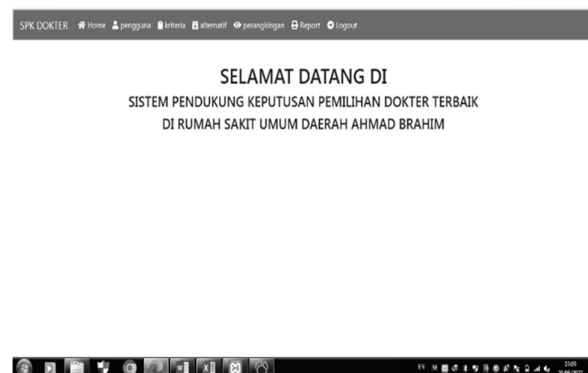 SPK DOKTER Home pengguna kriteria alternatif perangkingan Report Logout
SELAMAT DATANG DI
SISTEM PENDUKUNG KEPUTUSAN PEMILIHAN DOKTER TERBAIK
DI RUMAH SAKIT UMUM DAERAH AHMAD BRAHIM
EN